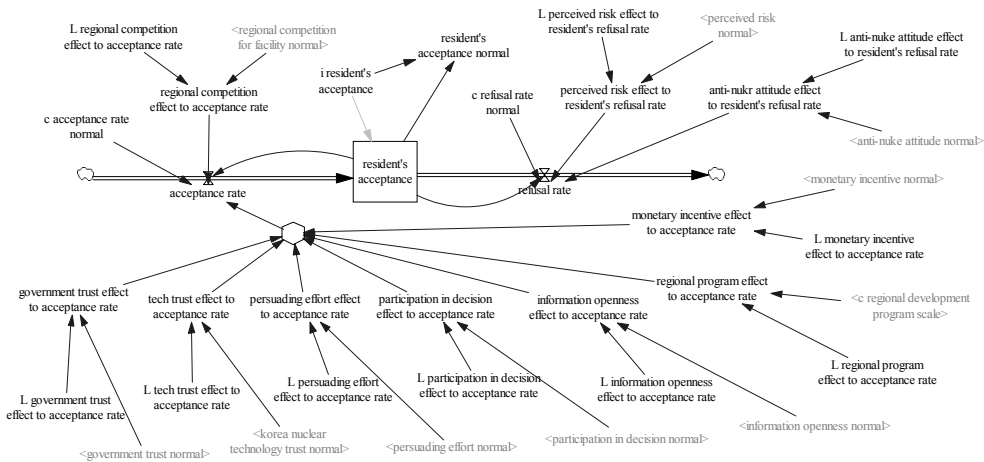 L regional competition
effect to acceptance rate
<regional competition
for facility normal>
resident's
acceptance normal
L perceived risk effect to
resident's refusal rate
<perceived risk
normal>
L anti-nuke attitude effect
to resident's refusal rate
i resident's
acceptance
regional competition
effect to acceptance rate
c refusal rate
normal
perceived risk effect to
resident's refusal rate
anti-nukr attitude effect
to resident's refusal rate
c acceptance rate
normal
<anti-nuke attitude normal>
resident's
acceptance
acceptance rate
refusal rate
<monetary incentive normal>
monetary incentive effect
to acceptance rate
L monetary incentive
effect to acceptance rate
government trust effect
to acceptance rate
tech trust effect to
acceptance rate
persuading effort effect
to acceptance rate
participation in decision
effect to acceptance rate
information openness
effect to acceptance rate
regional program effect
to acceptance rate
<c regional development
program scale>
L government trust
effect to acceptance rate
L tech trust effect to
acceptance rate
L persuading effort
effect to acceptance rate
L participation in decision
effect to acceptance rate
L information openness
effect to acceptance rate
L regional program
effect to acceptance rate
<government trust normal>
<korea nuclear
technology trust normal>
<persuading effort normal>
<participation in decision normal>
<information openness normal>